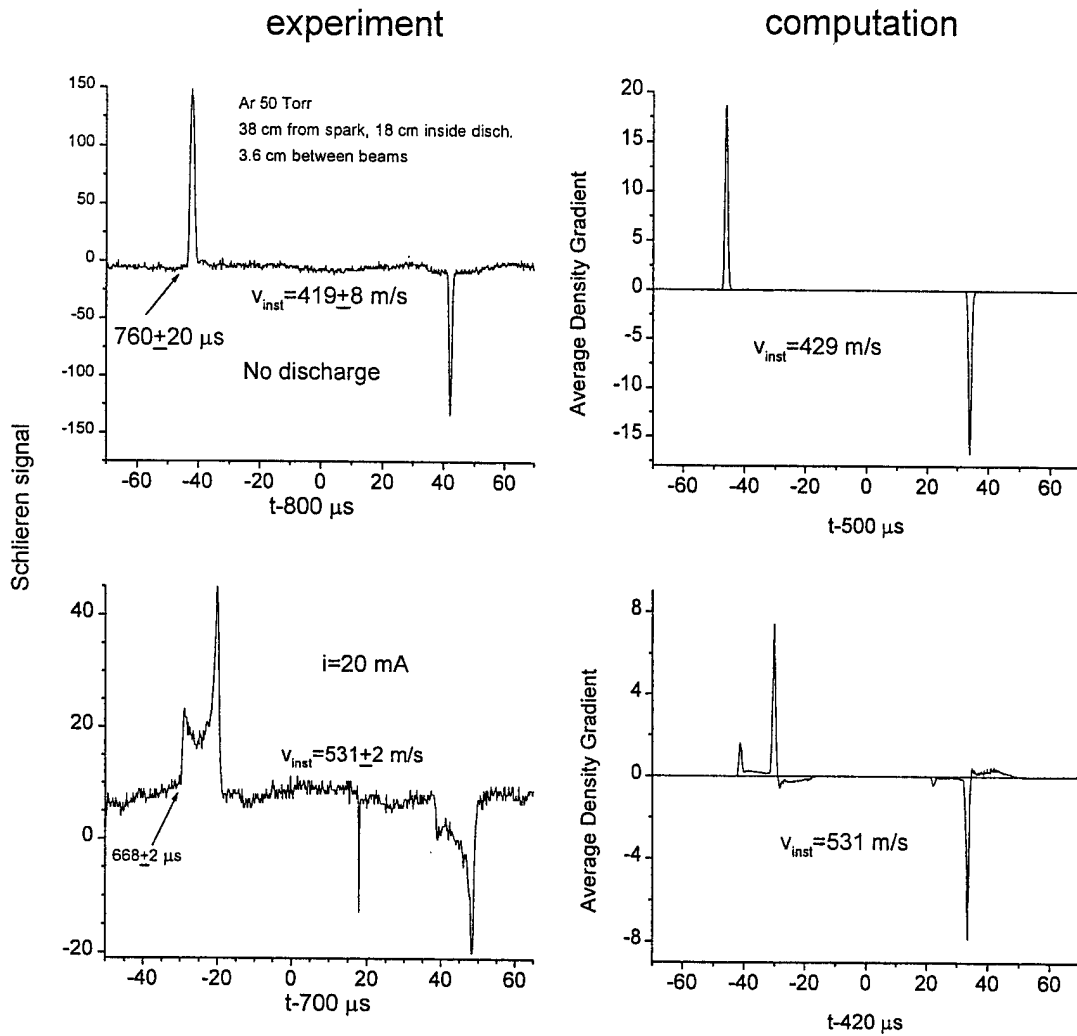 experiment
computation
Schlieren signal
150
100
50
0
-50
-100
-150
Ar 50 Torr
38 cm from spark, 18 cm inside disch.
3.6 cm between beams
v_inst=419±8 m/s
760±20 μs
No discharge
-60 -40 -20 0 20 40 60
t-800 μs
Average Density Gradient
20
15
10
5
0
-5
-10
-15
v_inst=429 m/s
-60 -40 -20 0 20 40 60
t-500 μs
40
20
0
-20
i=20 mA
v_inst=531±2 m/s
668±2 μs
-40 -20 0 20 40 60
t-700 μs
Average Density Gradient
8
4
0
-4
-8
v_inst=531 m/s
-60 -40 -20 0 20 40 60
t-420 μs